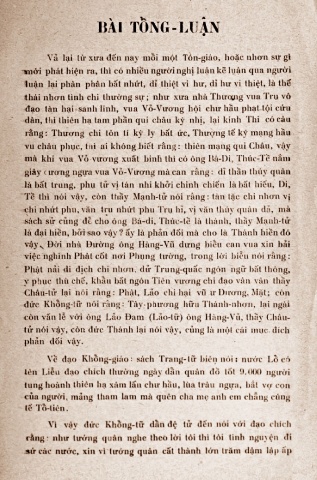 BÀI TỒNG-LUẬN
Vả lại từ xưa đến nay mỗi một Tôn-giáo, hoặc nhơn sự gì
mới phát hiện ra, thì có nhiều người nghị luận kẻ luận qua người
luận lại phân phân bất nhứt, dĩ thiệt vi hư, dĩ hư vi thiệt, là thế
thái nhơn tình chi thường sự; như xưa nhà Thương vua Trụ vô
đạo tàn hại sanh linh, vua Võ-Vương hội chư hầu phạt tội cứu
dân, thì thiên hạ tam phần qui châu kỳ nhị, lại kinh Thi có câu
rằng: Thương chi tôn tì kỳ ly bất ức, Thượng tế ký mạng hầu
vu châu phục, tuì ai không biết rằng: thiên mạng qui Châu, vậy
mà khi vua Võ vương xuất binh thì có ông Bá-Di, Thúc-Tề nắm
giây cương ngựa vua Võ-Vương mà can rằng: dĩ thần thủy quân
là bất trung, phụ tử vị tán nhi khởi chinh chiến là bất hiếu, Di,
Tề thì nói vậy, còn thầy Mạnh-tử nói rằng: tàn tặc chi nhơn vị
chi nhứt phu, văn tru nhứt phu Trụ hỉ, vị văn thủy quân dã, mà
sách sử cũng để cho ông Bá-di, Thúc-tề là thánh, thầy Mạnh-tử
là đại hiền, bởi sao vậy? ấy là phản đối mà cho là Thánh hiền đó
vậy. Đời nhà Đường ông Hàng-Vũ dưng biểu can vua xin hải
việc nghinh Phật cốt nơi Phụng tường, trong lời biểu nói rằng:
Phật nải di địch chi nhơn, dử Trung-quấc ngôn ngữ bất thông,
y phục thù chế, khẩu bất ngôn Tiên vương chi đạo văn văn thầy
Châu-tử lại nói rằng: Phật, Lão chi hại vu ư Dương, Mặt; còn
đức Khổng-tử nói rằng: Tây-phương hữu Thánh-nhơn, lại ngài
còn vấn lễ với ông Lão Đam (Lão-tử) ông Hàng-Vũ, thầy Châu-
tử nói vậy, còn đức Thánh lại nói vậy, cũng là một cái mục đích
phản đối vậy.
Về đạo Khổng-giáo: sách Trang-tử biên nói: nước Lỗ có
tên Liễu đạo chích thường ngày dẫn quân đồ tốt 9.000 người
tung hoành thiên hạ xâm lấn chư hầu, lùa trâu ngựa, bắt vợ con
của người, mảng tham lam mà quên cha mẹ anh em chẳng cúng
tế Tổ-tiên.
Vì vậy đức Khổng-tử dẫn đệ tử đến nói với đạo chích
rằng: như tướng quân nghe theo lời tôi thì tôi tình nguyện đi
sứ các nước, xin vì tướng quân cất thành lớn trăm dặm lập ấp